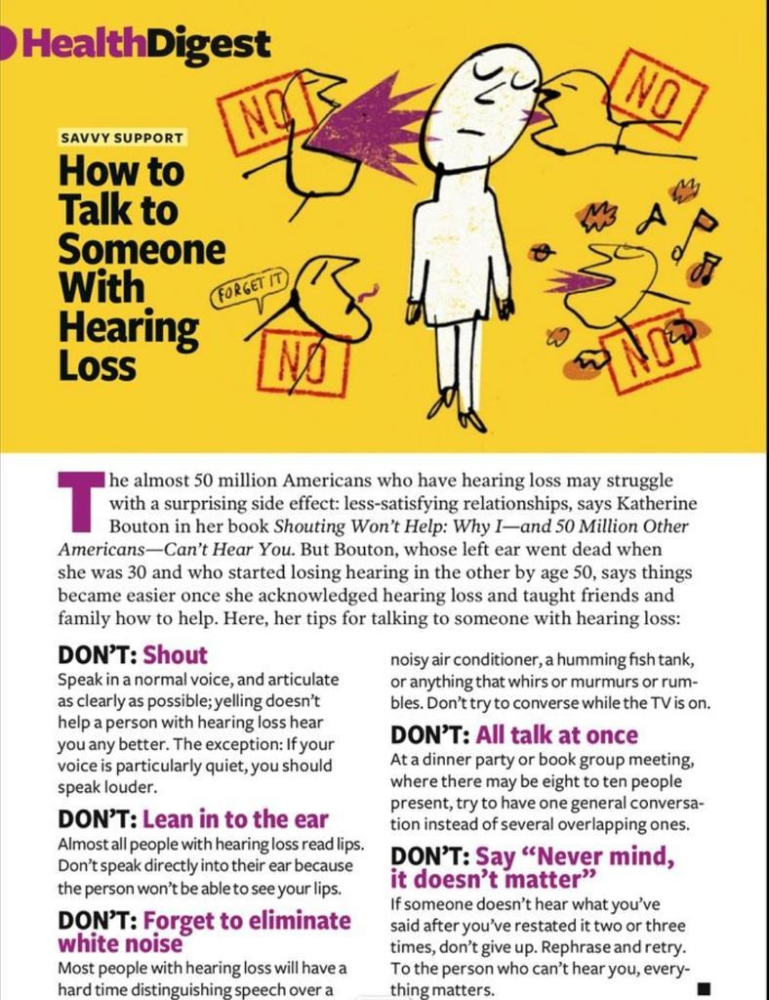 HealthDigest
SAVVY SUPPORT
How to
Talk to
Someone
With
Hearing
Loss
NO
NO
FORGET IT
NO
NO
The almost 50 million Americans who have hearing loss may struggle
with a surprising side effect: less-satisfying relationships, says Katherine
Bouton in her book Shouting Won't Help: Why I—and 50 Million Other
Americans—Can't Hear You. But Bouton, whose left ear went dead when
she was 30 and who started losing hearing in the other by age 50, says things
became easier once she acknowledged hearing loss and taught friends and
family how to help. Here, her tips for talking to someone with hearing loss:
DON'T: Shout
Speak in a normal voice, and articulate
as clearly as possible; yelling doesn't
help a person with hearing loss hear
you any better. The exception: If your
voice is particularly quiet, you should
speak louder.
DON'T: Lean in to the ear
Almost all people with hearing loss read lips.
Don't speak directly into their ear because
the person won't be able to see your lips.
DON'T: Forget to eliminate
white noise
Most people with hearing loss will have a
hard time distinguishing speech over a
noisy air conditioner, a humming fish tank,
or anything that whirs or murmurs or rum-
bles. Don't try to converse while the TV is on.
DON'T: All talk at once
At a dinner party or book group meeting,
where there may be eight to ten people
present, try to have one general conversa-
tion instead of several overlapping ones.
DON'T: Say "Never mind,
it doesn't matter"
If someone doesn't hear what you've
said after you've restated it two or three
times, don't give up. Rephrase and retry.
To the person who can't hear you, every-
thing matters.